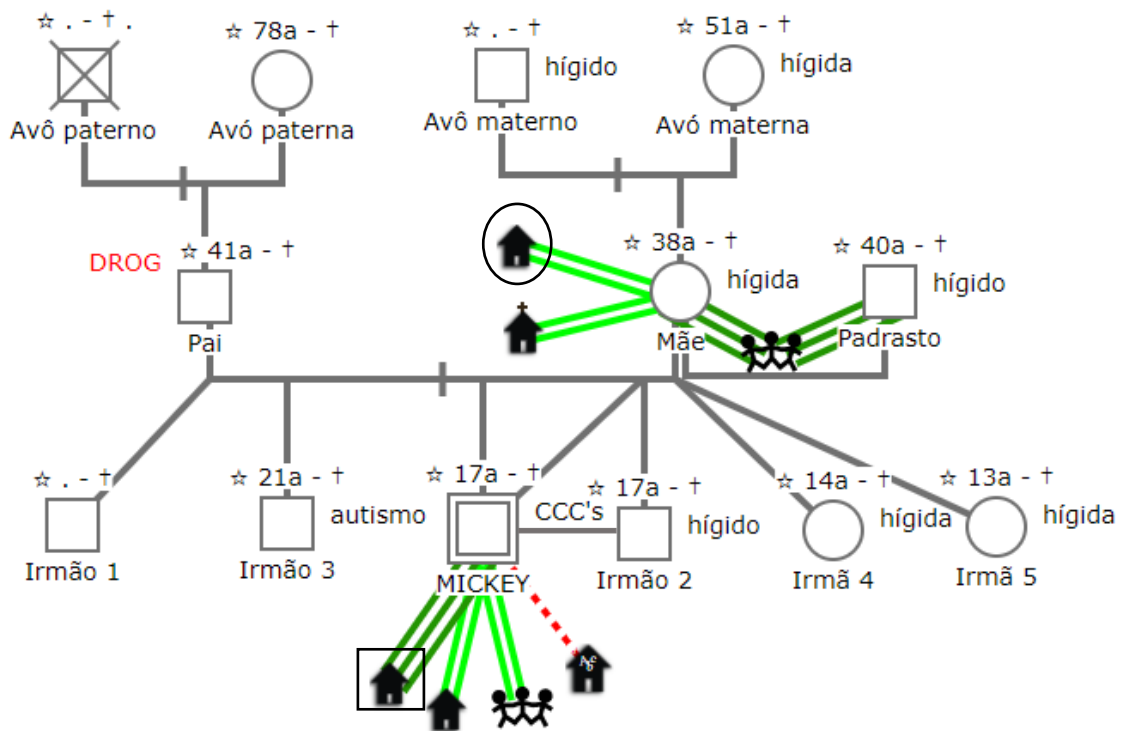 ☆ . - † .
☆ 78a - †
☆ . - †
☆ 51a - †
hígido
hígida
Avô paterno
Avó paterna
Avô materno
Avó materna
DROG
☆ 41a - †
☆ 38a - †
☆ 40a - †
hígida
hígido
Pai
Mãe
Padrasto
☆ . - †
☆ 21a - †
☆ 17a - †
☆ 17a - †
☆ 14a - †
☆ 13a - †
autismo
CCC's
hígido
hígida
hígida
Irmão 1
Irmão 3
MICKEY
Irmão 2
Irmã 4
Irmã 5